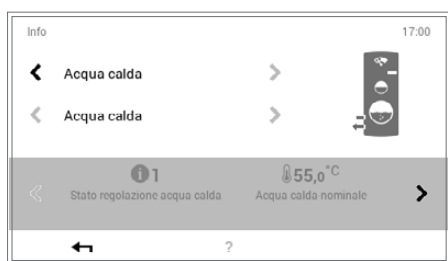 Info 17:00
Acqua calda
Acqua calda
1 55,0°C
Stato regolazione acqua calda Acqua calda nominale
?